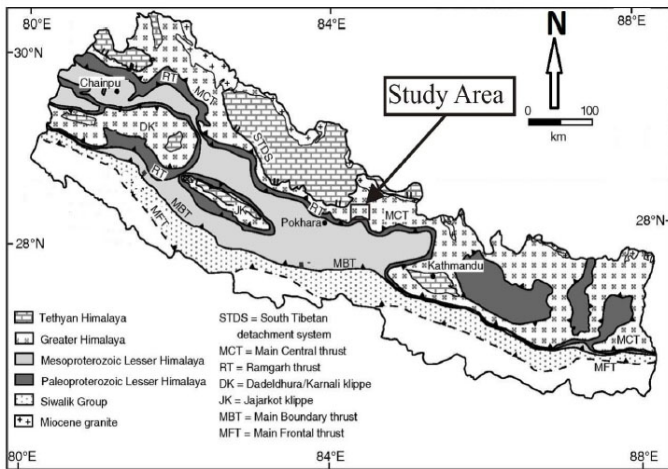 80°E
84°E
88°E
N
30°N
RT
MCT
Chainpu
Study Area
0 100
km
DK
STDS
RT
MBT
JK
RT
MFT
Pokhara
MCT
28°N
28°N
MBT
Kathmandu
Tethyan Himalaya
Greater Himalaya
Mesoproterozoic Lesser Himalaya
Paleoproterozoic Lesser Himalaya
Siwalik Group
Miocene granite
STDS = South Tibetan
detachment system
MCT = Main Central thrust
RT = Ramgarh thrust
DK = Dadeldhura/Karnali klippe
JK = Jajarkot klippe
MBT = Main Boundary thrust
MFT = Main Frontal thrust
MCT
MFT
80°E
84°E
88°E